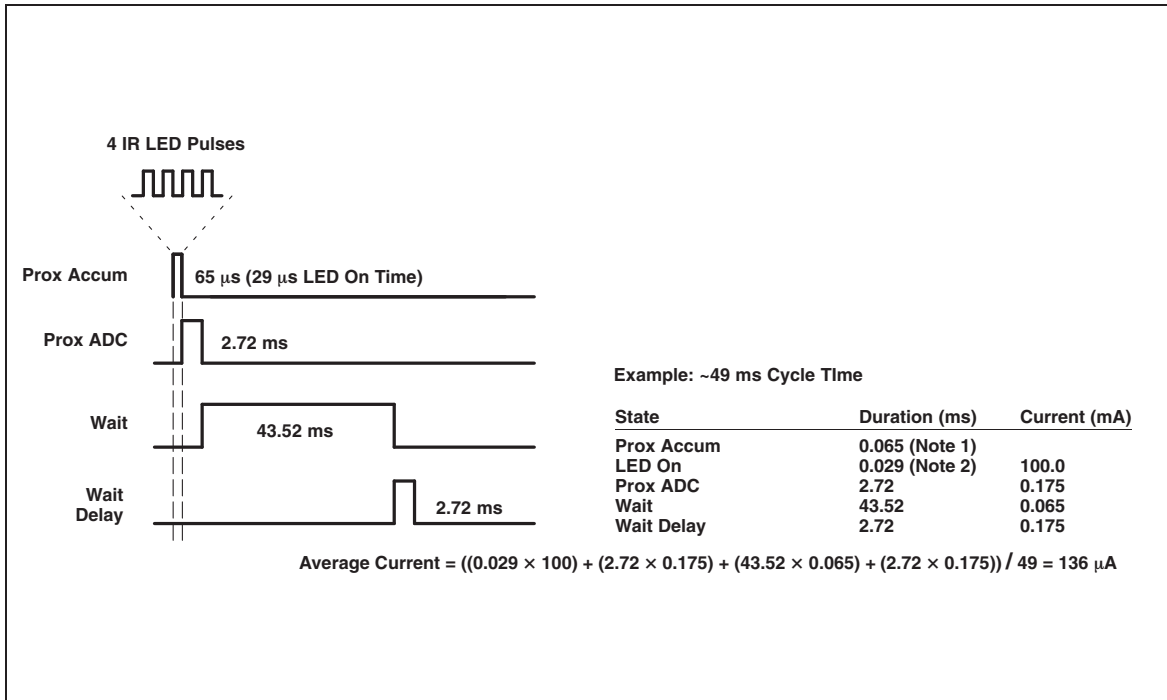 4 IR LED Pulses
Prox Accum
65 μs (29 μs LED On Time)
Prox ADC
2.72 ms
Wait
43.52 ms
Wait
Delay
2.72 ms
Example: ~49 ms Cycle TIme
State Duration (ms) Current (mA)
Prox Accum 0.065 (Note 1)
LED On 0.029 (Note 2) 100.0
Prox ADC 2.72 0.175
Wait 43.52 0.065
Wait Delay 2.72 0.175
Average Current = ((0.029 × 100) + (2.72 × 0.175) + (43.52 × 0.065) + (2.72 × 0.175)) / 49 = 136 μA